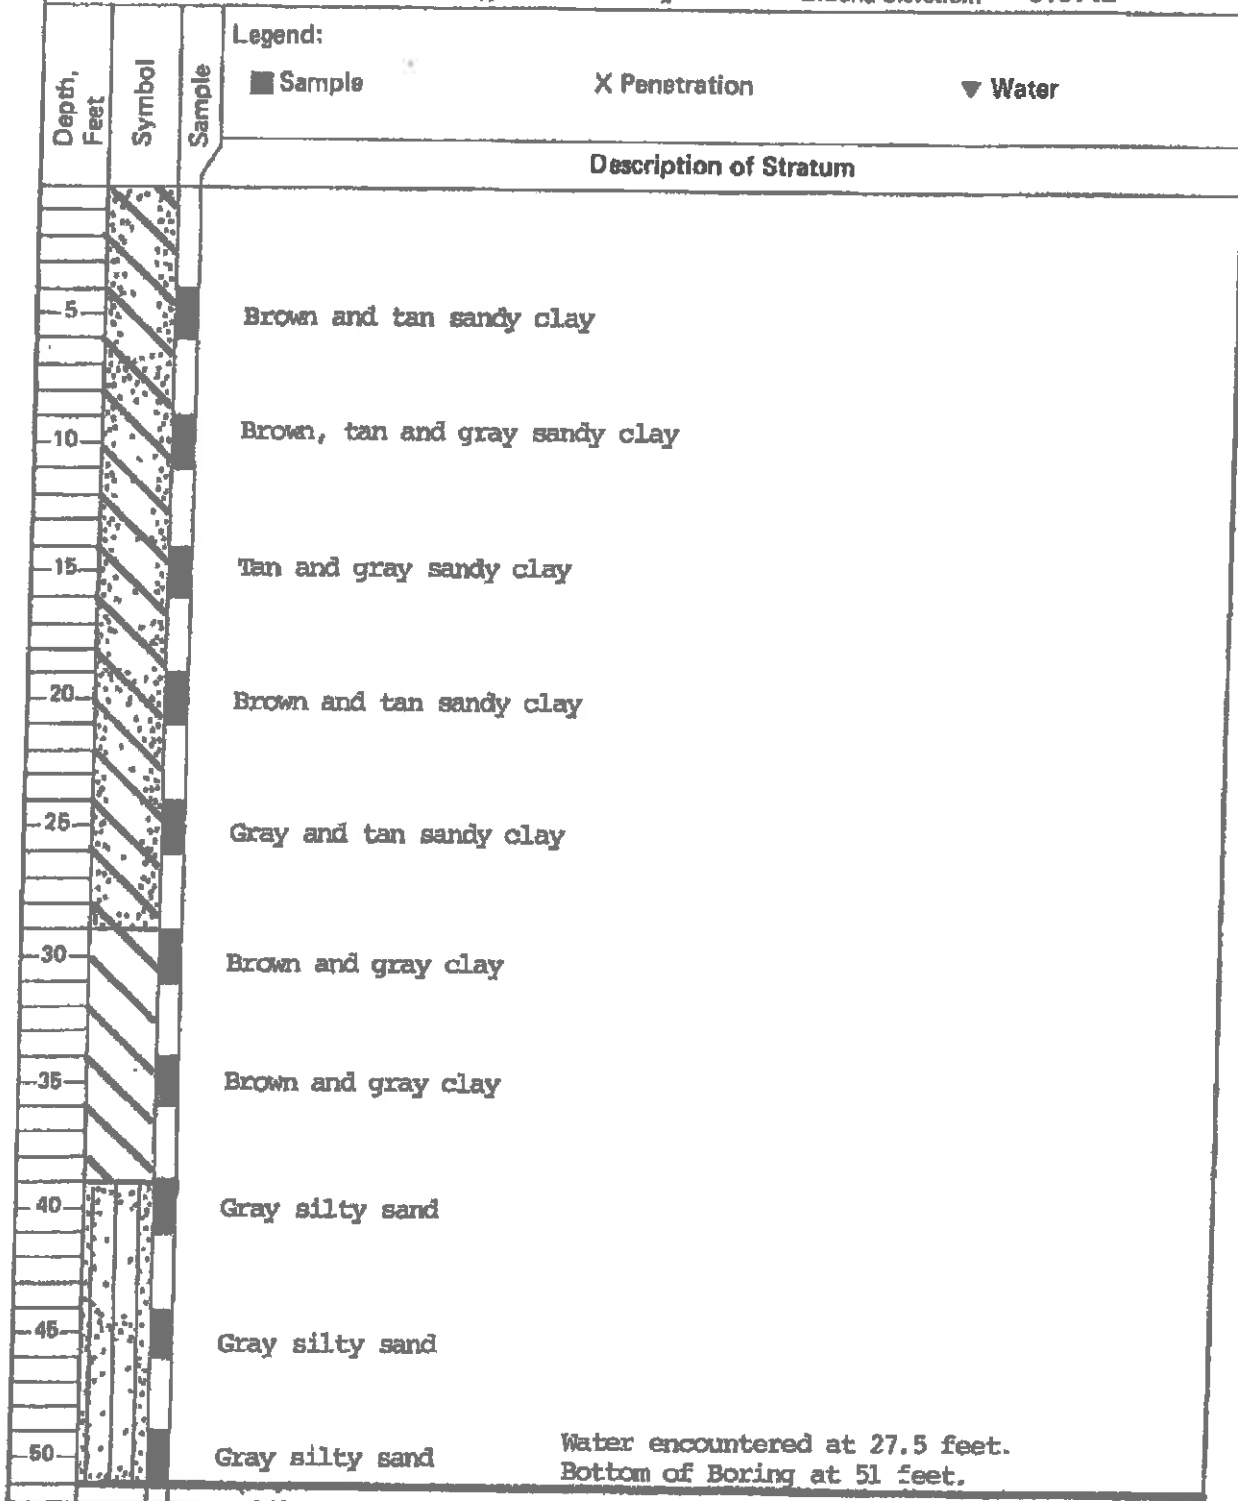 Legend:
Depth, Feet
Symbol
Sample
■ Sample X Penetration ▼ Water
Description of Stratum
5 Brown and tan sandy clay
10 Brown, tan and gray sandy clay
15 Tan and gray sandy clay
20 Brown and tan sandy clay
25 Gray and tan sandy clay
30 Brown and gray clay
35 Brown and gray clay
40 Gray silty sand
45 Gray silty sand
50 Gray silty sand Water encountered at 27.5 feet.
Bottom of Boring at 51 feet.